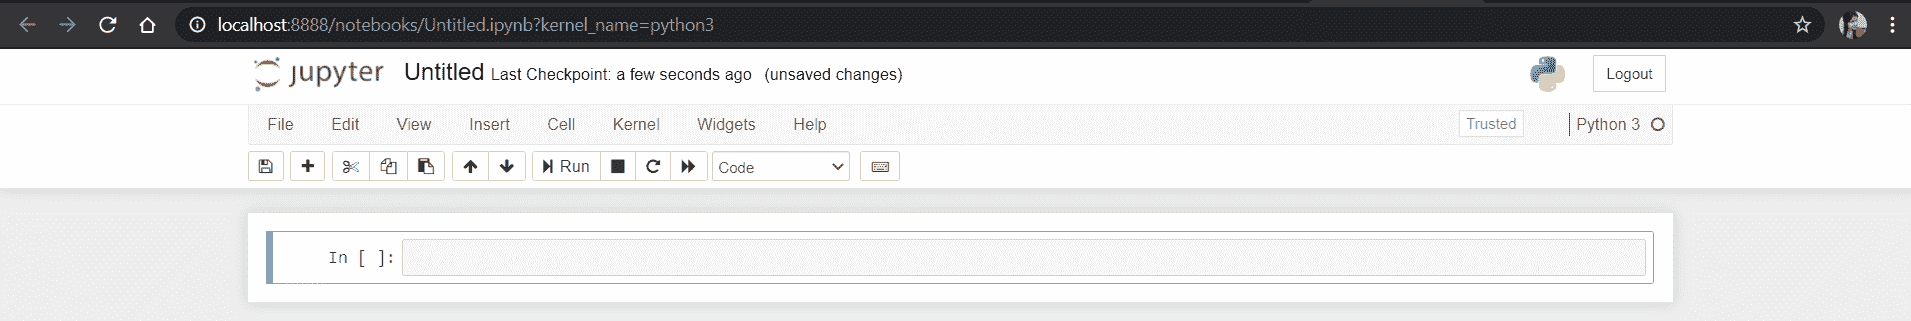 localhost:8888/notebooks/Untitled.ipynb?kernel_name=python3
jupyter Untitled Last Checkpoint: a few seconds ago (unsaved changes) Logout
File Edit View Insert Cell Kernel Widgets Help Trusted Python 3
Run Code
In [ ]: